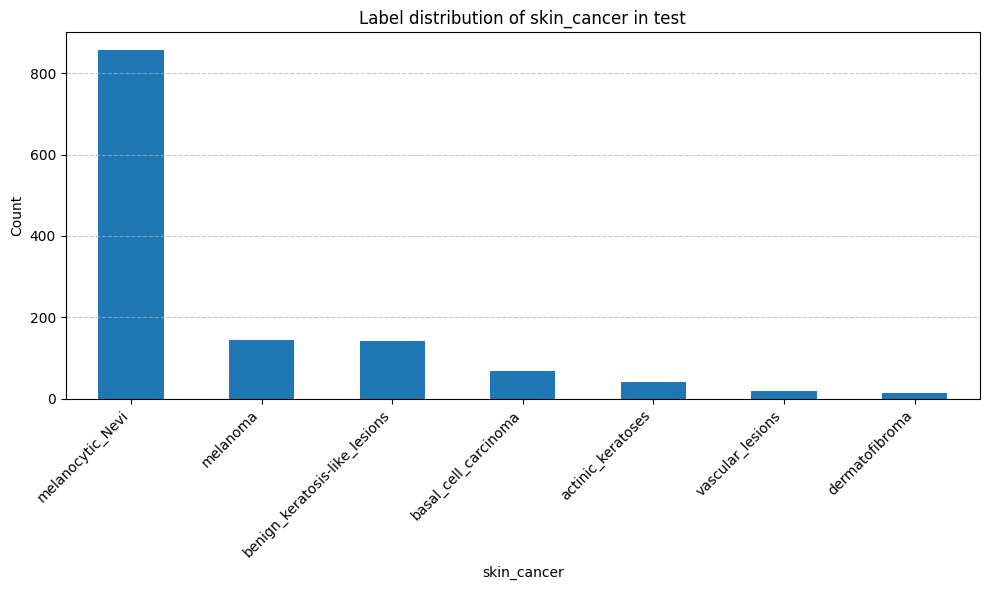 Label distribution of skin_cancer in test
Count
800
600
400
200
0
melanocytic_Nevi
melanoma
benign_keratosis-like_lesions
basal_cell_carcinoma
actinic_keratoses
vascular_lesions
dermatofibroma
skin_cancer